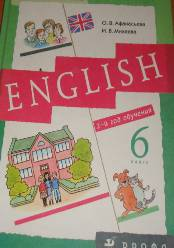 О. В. Афанасьева
И. В. Михеева
ENGLISH
2-й год обучения
6
класс
ДРОФА